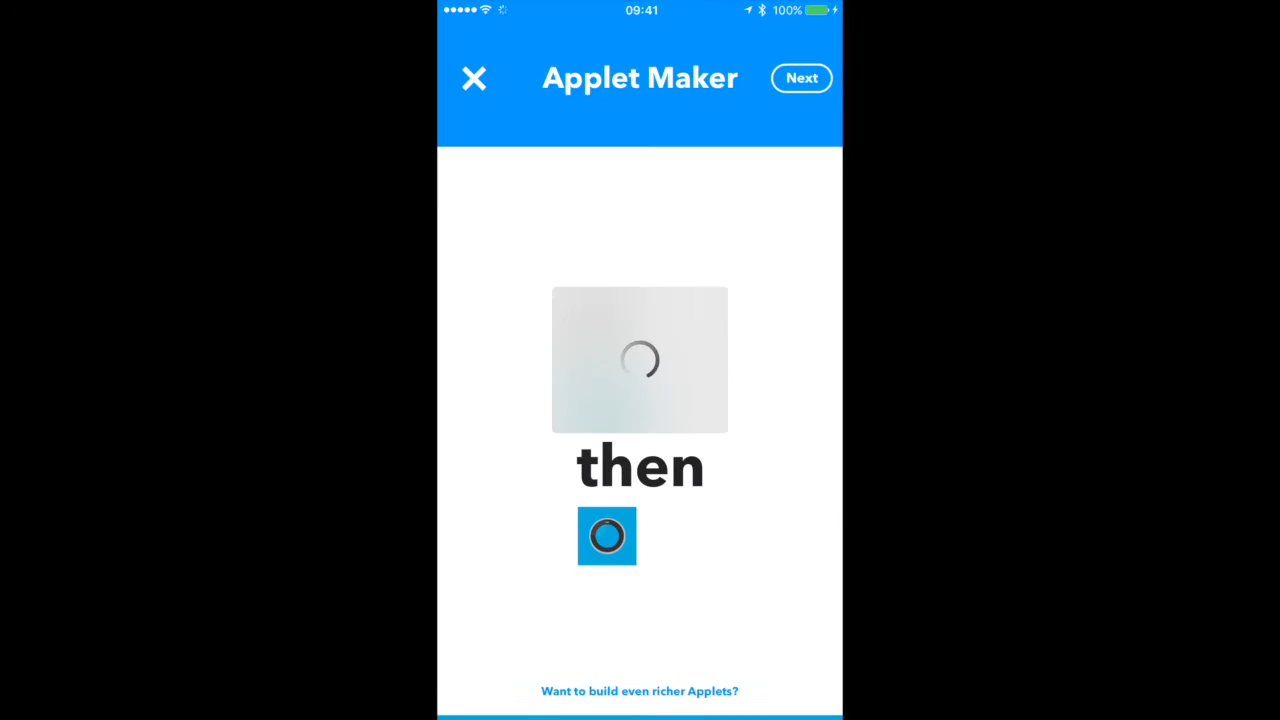 09:41
100%
Applet Maker
Next
then
Want to build even richer Applets?